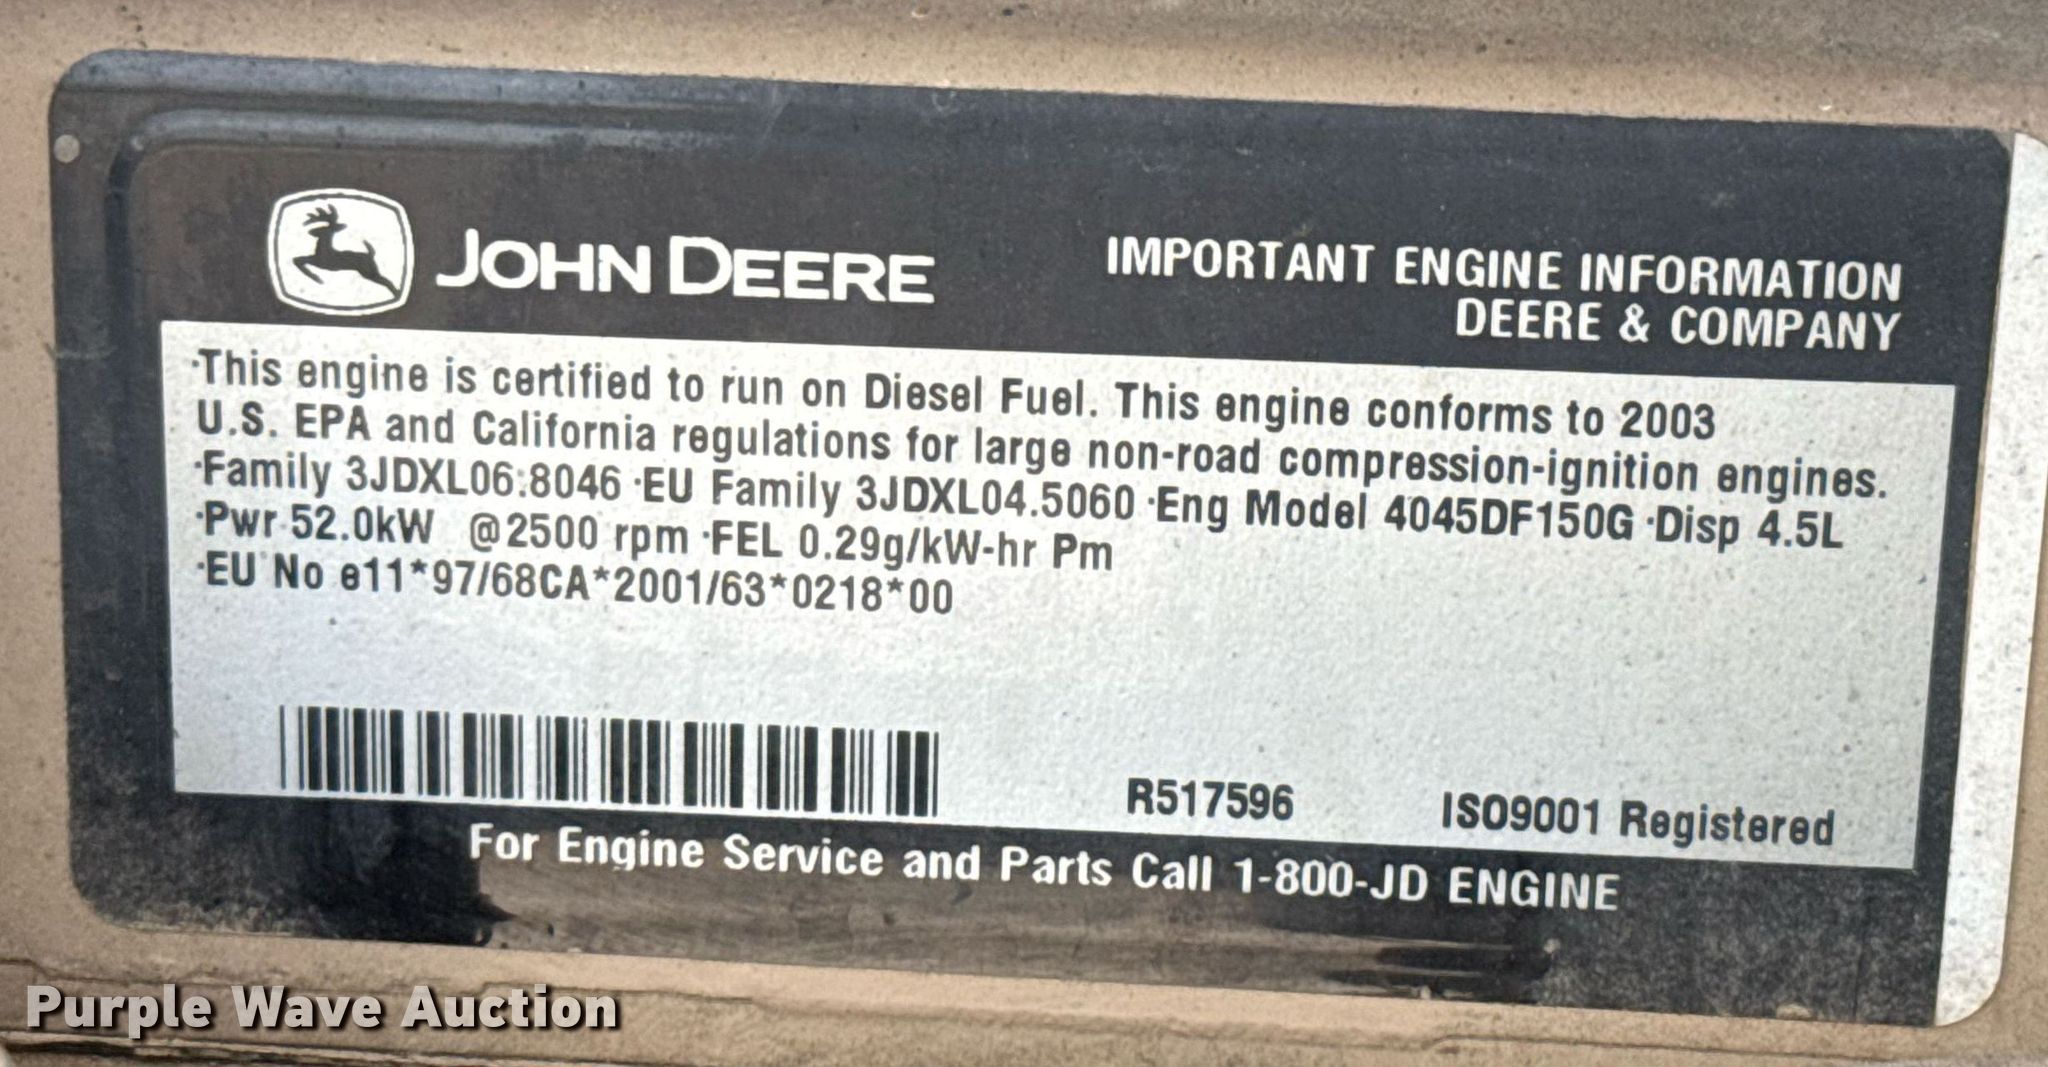 JOHN DEERE
IMPORTANT ENGINE INFORMATION
DEERE & COMPANY
·This engine is certified to run on Diesel Fuel. This engine conforms to 2003
U.S. EPA and California regulations for large non-road compression-ignition engines.
·Family 3JDXL06.8046 ·EU Family 3JDXL04.5060 ·Eng Model 4045DF150G ·Disp 4.5L
·Pwr 52.0kW @2500 rpm ·FEL 0.29g/kW-hr Pm
·EU No e11*97/68CA*2001/63*0218*00
R517596 ISO9001 Registered
For Engine Service and Parts Call 1-800-JD ENGINE
Purple Wave Auction